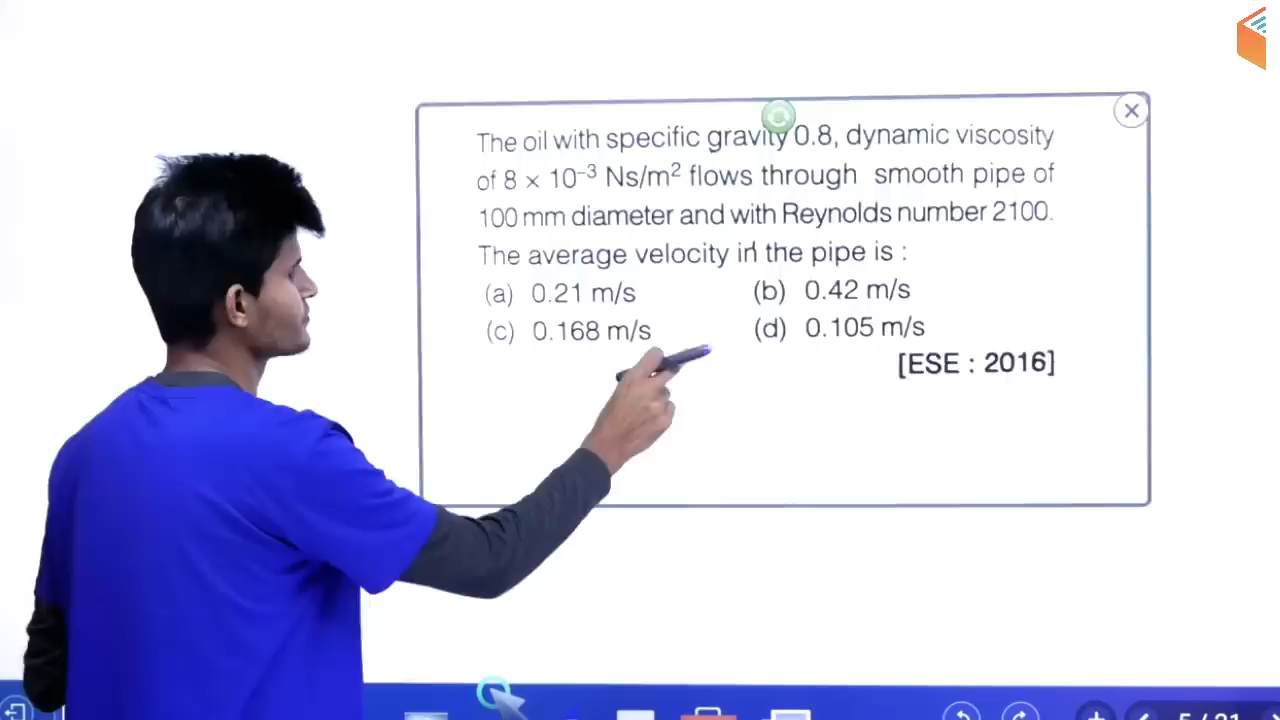 The oil with specific gravity 0.8, dynamic viscosity
of 8 × 10⁻³ Ns/m² flows through smooth pipe of
100 mm diameter and with Reynolds number 2100.
The average velocity in the pipe is :
(a) 0.21 m/s (b) 0.42 m/s
(c) 0.168 m/s (d) 0.105 m/s
[ESE : 2016]
5 / 21